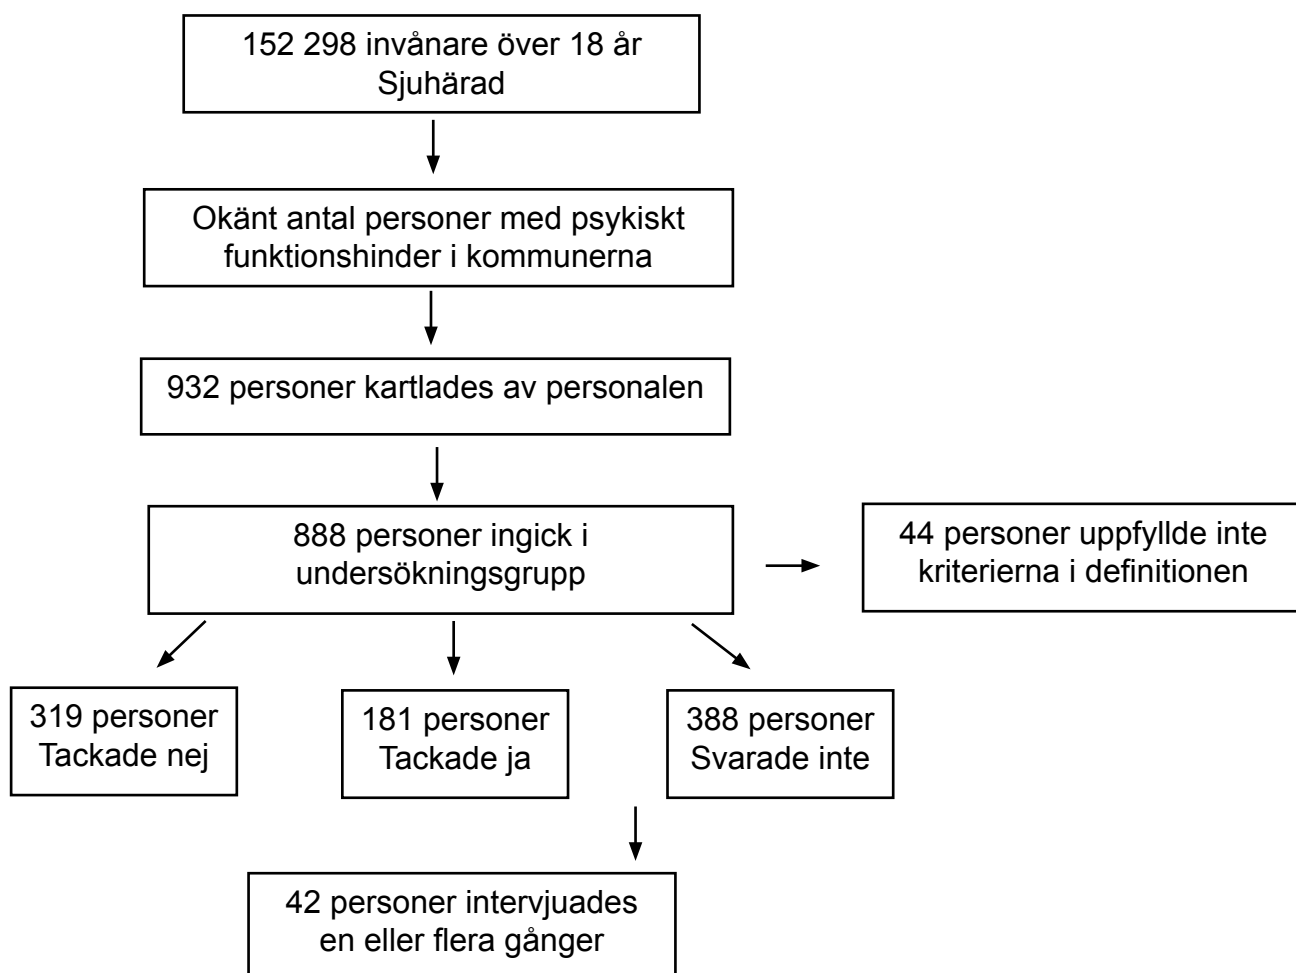 152 298 invånare över 18 år
Sjuhärad
Okänt antal personer med psykiskt
funktionshinder i kommunerna
932 personer kartlades av personalen
888 personer ingick i
undersökningsgrupp
44 personer uppfyllde inte
kriterierna i definitionen
319 personer
Tackade nej
181 personer
Tackade ja
388 personer
Svarade inte
42 personer intervjuades
en eller flera gånger